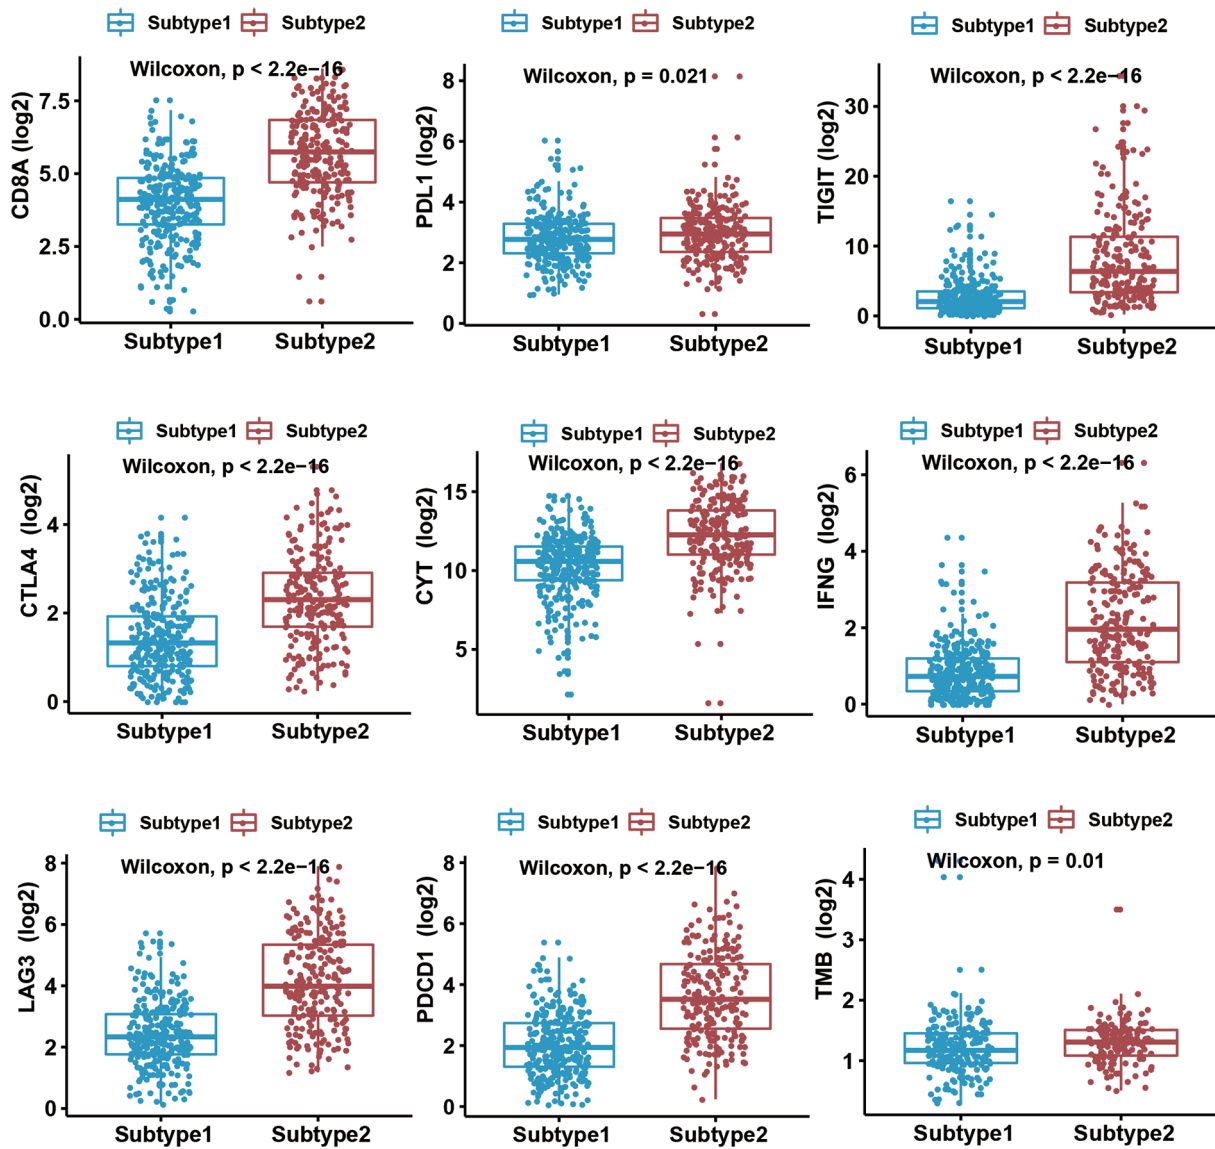 Subtype1 Subtype2
Wilcoxon, p < 2.2e−16
CD8A (log2)
7.5
5.0
2.5
0.0
Subtype1 Subtype2
Subtype1 Subtype2
Wilcoxon, p = 0.021
PDL1 (log2)
8
6
4
2
0
Subtype1 Subtype2
Subtype1 Subtype2
Wilcoxon, p < 2.2e−16
TIGIT (log2)
30
20
10
0
Subtype1 Subtype2
Subtype1 Subtype2
Wilcoxon, p < 2.2e−16
CTLA4 (log2)
4
2
0
Subtype1 Subtype2
Subtype1 Subtype2
Wilcoxon, p < 2.2e−16
CYT (log2)
15
10
5
Subtype1 Subtype2
Subtype1 Subtype2
Wilcoxon, p < 2.2e−16
IFNG (log2)
6
4
2
0
Subtype1 Subtype2
Subtype1 Subtype2
Wilcoxon, p < 2.2e−16
LAG3 (log2)
8
6
4
2
0
Subtype1 Subtype2
Subtype1 Subtype2
Wilcoxon, p < 2.2e−16
PDCD1 (log2)
8
6
4
2
0
Subtype1 Subtype2
Subtype1 Subtype2
Wilcoxon, p = 0.01
TMB (log2)
4
3
2
1
Subtype1 Subtype2